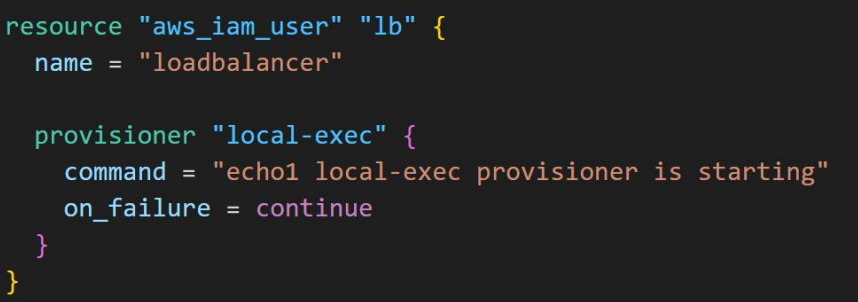 resource "aws_iam_user" "lb" {
  name = "loadbalancer"

  provisioner "local-exec" {
    command = "echo1 local-exec provisioner is starting"
    on_failure = continue
  }
}